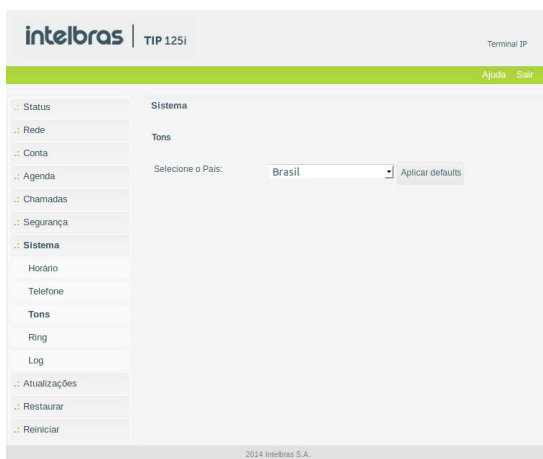 intelbras TIP 125i
Terminal IP
Ajuda Sair
.: Status
.: Rede
.: Conta
.: Agenda
.: Chamadas
.: Segurança
.: Sistema
Horário
Telefone
Tons
Ring
Log
.: Atualizações
.: Restaurar
.: Reiniciar
Sistema
Tons
Selecione o País: Brasil Aplicar defaults
2014 Intelbras S.A.